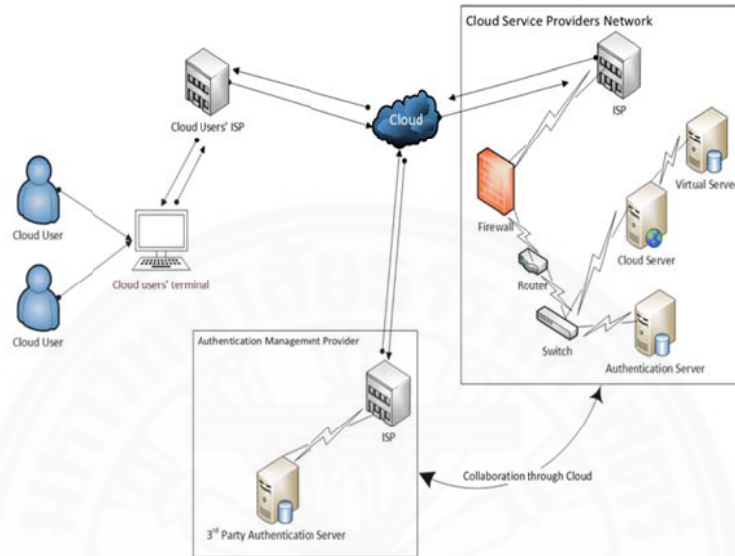 Cloud Service Providers Network
ISP
Cloud Users' ISP
Cloud
Virtual Server
Firewall
Cloud Server
Cloud User
Cloud users' terminal
Router
Cloud User
Switch
Authentication Server
Authentication Management Provider
ISP
Collaboration through Cloud
3rd Party Authentication Server